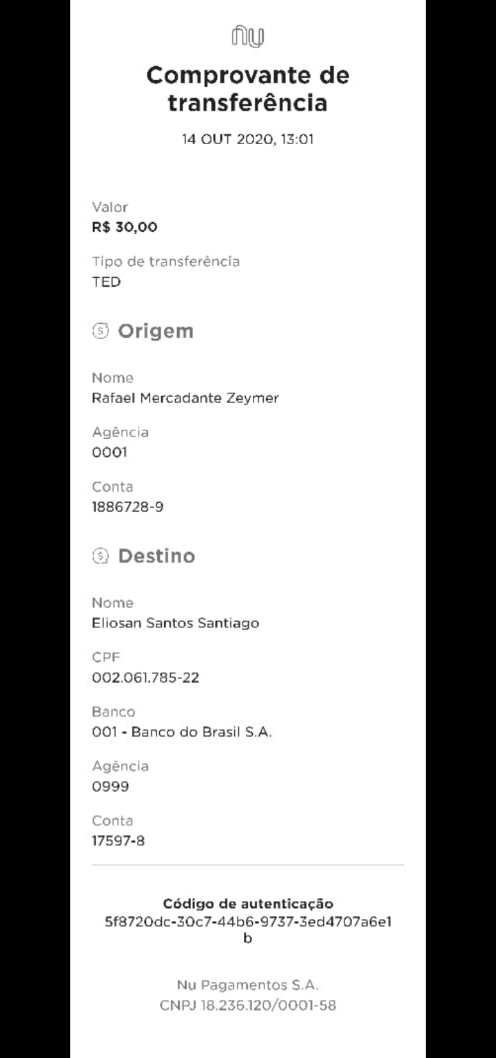 nu
Comprovante de
transferência
14 OUT 2020, 13:01
Valor
R$ 30,00
Tipo de transferência
TED
Origem
Nome
Rafael Mercadante Zeymer
Agência
0001
Conta
1886728-9
Destino
Nome
Eliosan Santos Santiago
CPF
002.061.785-22
Banco
001 - Banco do Brasil S.A.
Agência
0999
Conta
17597-8
Código de autenticação
5f8720dc-30c7-44b6-9737-3ed4707a6e1
b
Nu Pagamentos S.A.
CNPJ 18.236.120/0001-58